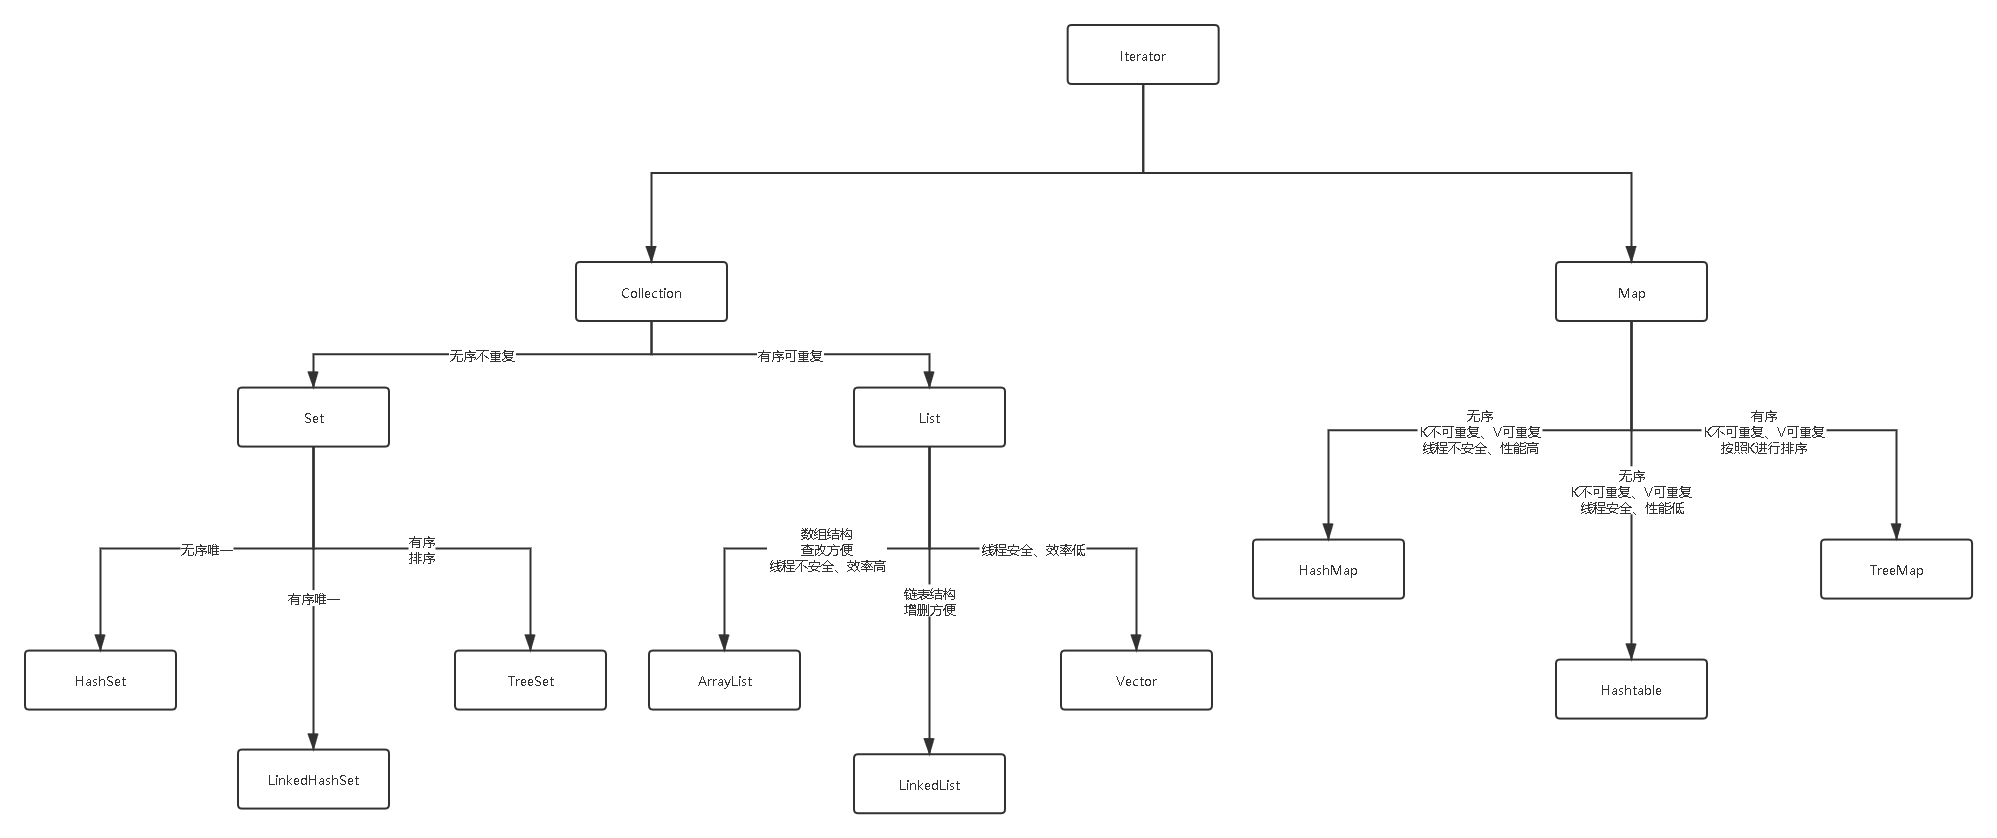 Iterator
Collection
Map
无序不重复
有序可重复
Set
List
无序
K不可重复、V可重复
线程不安全、性能高
有序
K不可重复、V可重复
按照K进行排序
无序
K不可重复、V可重复
线程安全、性能低
无序唯一
有序
排序
数组结构
查改方便
线程不安全、效率高
线程安全、效率低
HashMap
TreeMap
有序唯一
链表结构
增删方便
HashSet
TreeSet
ArrayList
Vector
Hashtable
LinkedHashSet
LinkedList